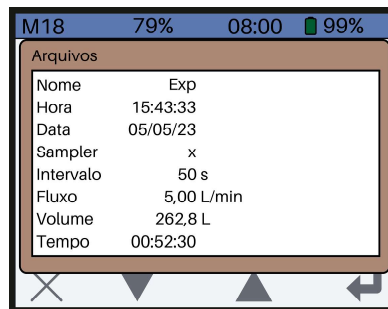 M18 79% 08:00 99%
Arquivos
Nome Exp
Hora 15:43:33
Data 05/05/23
Sampler x
Intervalo 50 s
Fluxo 5,00 L/min
Volume 262,8 L
Tempo 00:52:30